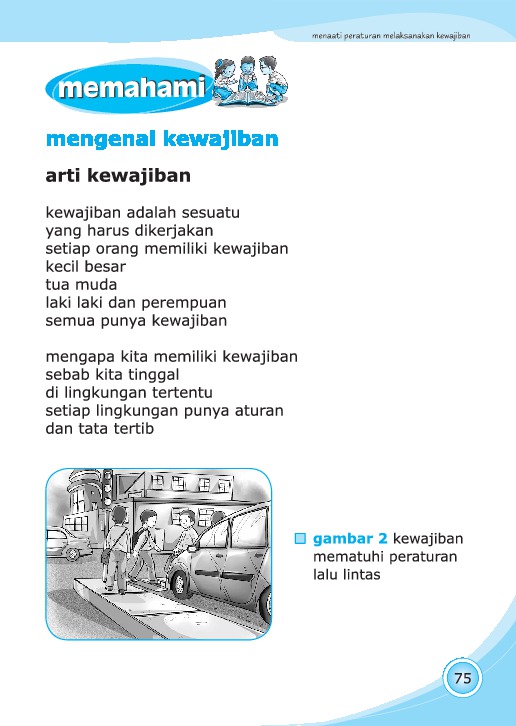 menaati peraturan melaksanakan kewajiban
memahami
mengenal kewajiban
arti kewajiban
kewajiban adalah sesuatu
yang harus dikerjakan
setiap orang memiliki kewajiban
kecil besar
tua muda
laki laki dan perempuan
semua punya kewajiban
mengapa kita memiliki kewajiban
sebab kita tinggal
di lingkungan tertentu
setiap lingkungan punya aturan
dan tata tertib
gambar 2 kewajiban
mematuhi peraturan
lalu lintas
75